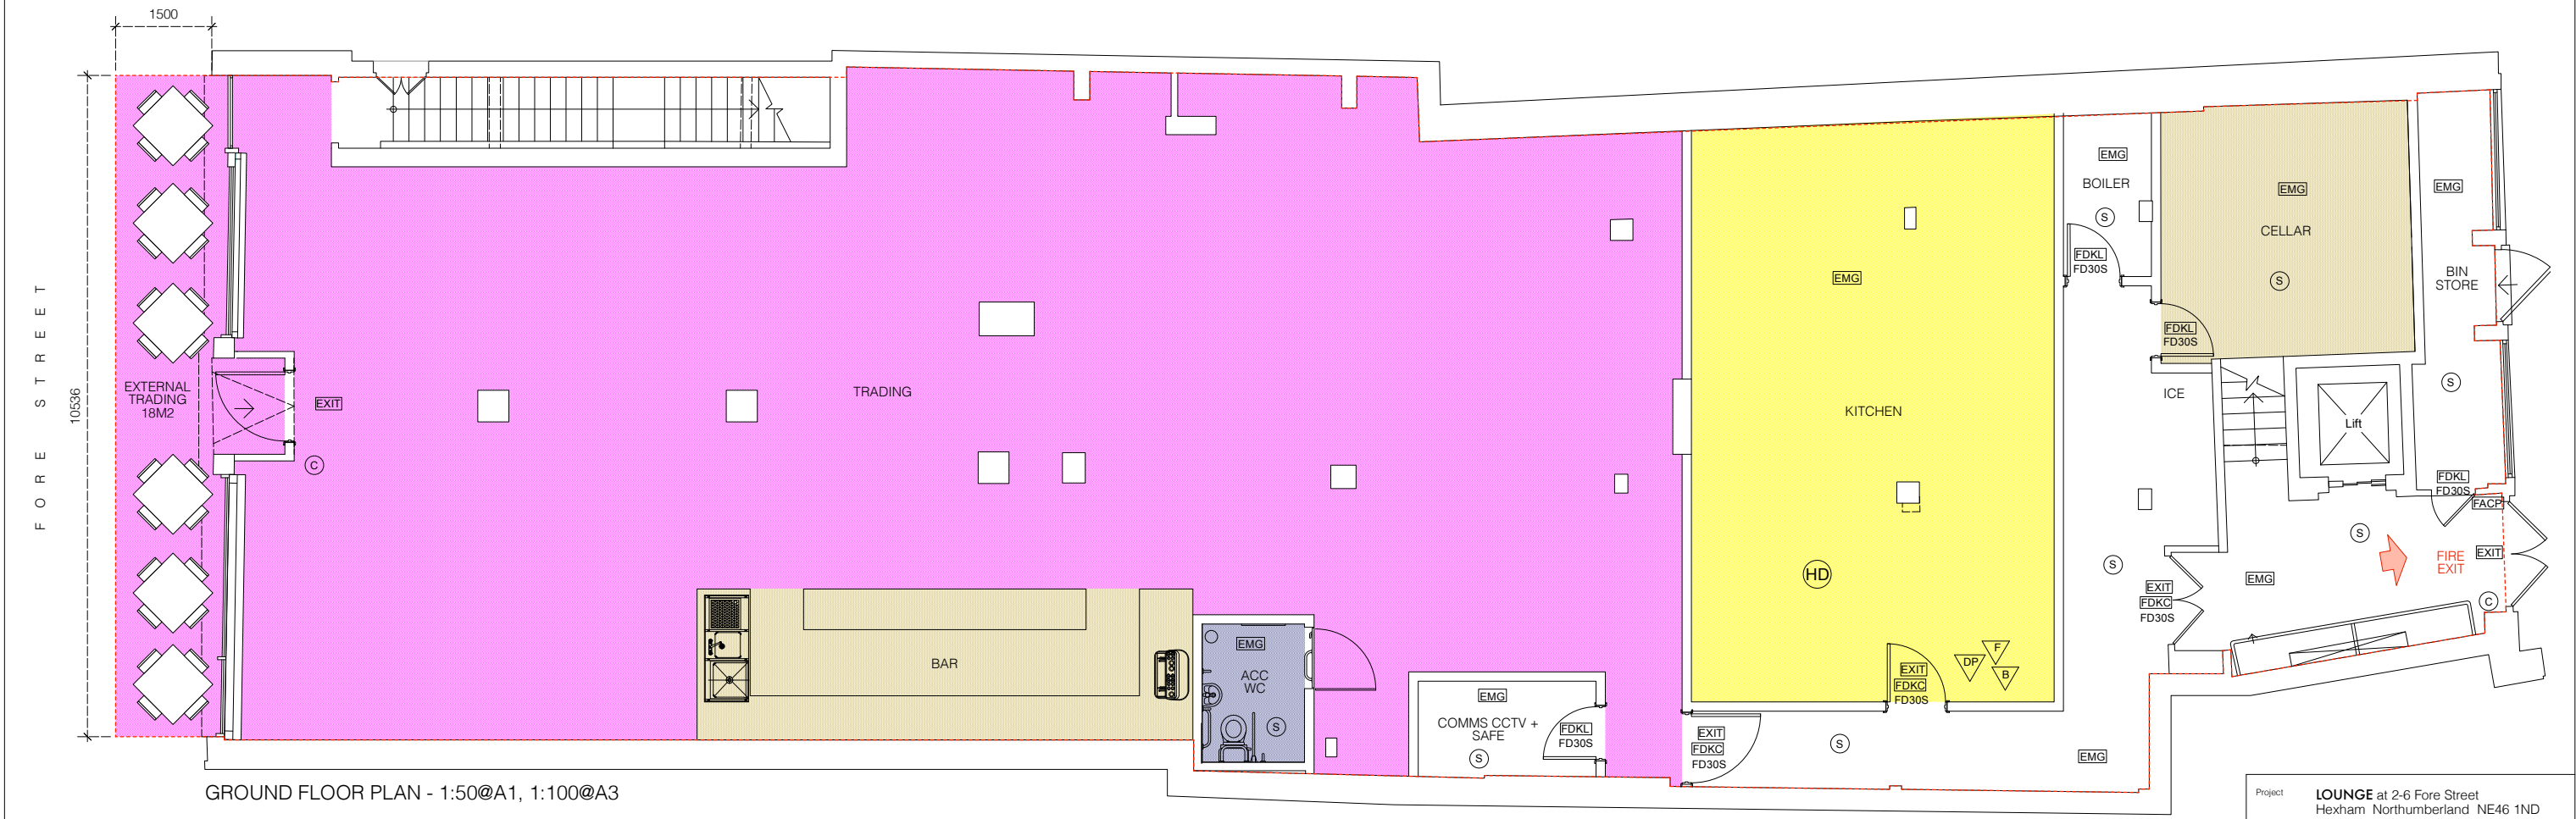 1500
FORE STREET
10536
EXTERNAL
TRADING
18M2
EXIT
C
TRADING
BAR
EMG
ACC
WC
S
EMG
COMMS CCTV +
SAFE
S
FDKL
FD30S
EXIT
FDKC
FD30S
EMG
KITCHEN
HD
EXIT
FDKC
FD30S
DP
F
B
S
EMG
EMG
BOILER
S
FDKL
FD30S
EMG
CELLAR
S
FDKL
FD30S
ICE
Lift
S
EXIT
FDKC
FD30S
EMG
BIN
STORE
S
FDKL
FD30S
FACP
S
EMG
FIRE
EXIT
EXIT
C
GROUND FLOOR PLAN - 1:50@A1, 1:100@A3
Project
LOUNGE at 2-6 Fore Street
Hexham Northumberland NE46 1ND